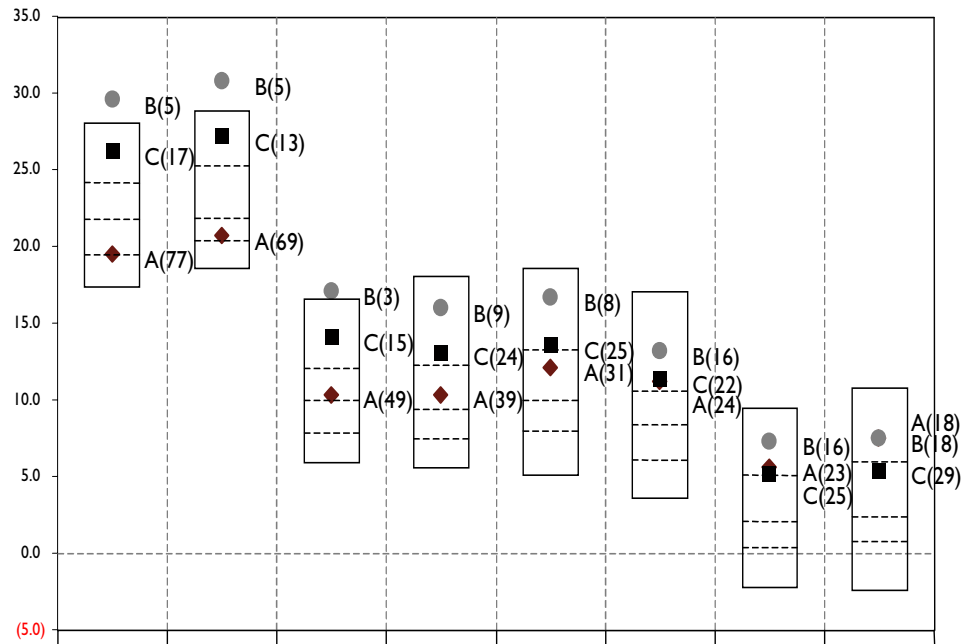 35.0
30.0
25.0
20.0
15.0
10.0
5.0
0.0
(5.0)
B(5)
C(17)
A(77)
B(5)
C(13)
A(69)
B(3)
C(15)
A(49)
B(9)
C(24)
A(39)
B(8)
C(25)
A(31)
B(16)
C(22)
A(24)
B(16)
A(23)
C(25)
A(18)
B(18)
C(29)